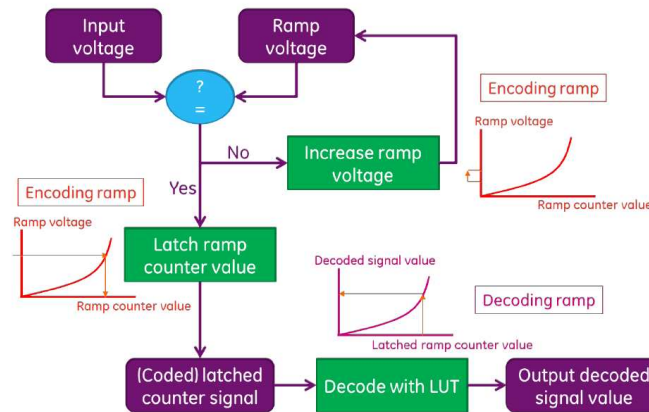 Input
voltage
Ramp
voltage
?
=
Encoding ramp
Ramp voltage
Ramp counter value
No
Increase ramp
voltage
Yes
Encoding ramp
Ramp voltage
Ramp counter value
Latch ramp
counter value
Decoded signal value
Decoding ramp
Latched ramp counter value
(Coded) latched
counter signal
Decode with LUT
Output decoded
signal value